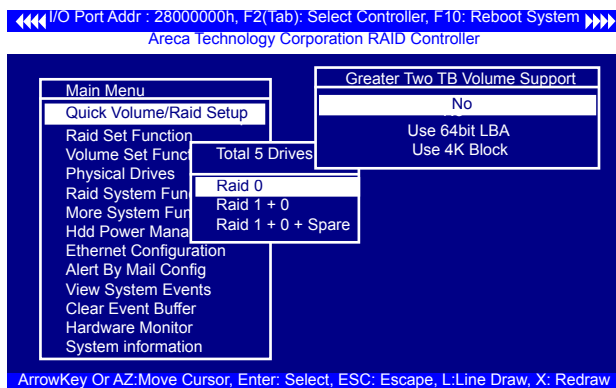 I/O Port Addr : 28000000h, F2(Tab): Select Controller, F10: Reboot System
Areca Technology Corporation RAID Controller
Main Menu
Quick Volume/Raid Setup
Raid Set Function
Volume Set Funct
Physical Drives
Raid System Fun
More System Fun
Hdd Power Mana
Ethernet Configuration
Alert By Mail Config
View System Events
Clear Event Buffer
Hardware Monitor
System information
Total 5 Drives
Raid 0
Raid 1 + 0
Raid 1 + 0 + Spare
Greater Two TB Volume Support
No
Use 64bit LBA
Use 4K Block
ArrowKey Or AZ:Move Cursor, Enter: Select, ESC: Escape, L:Line Draw, X: Redraw